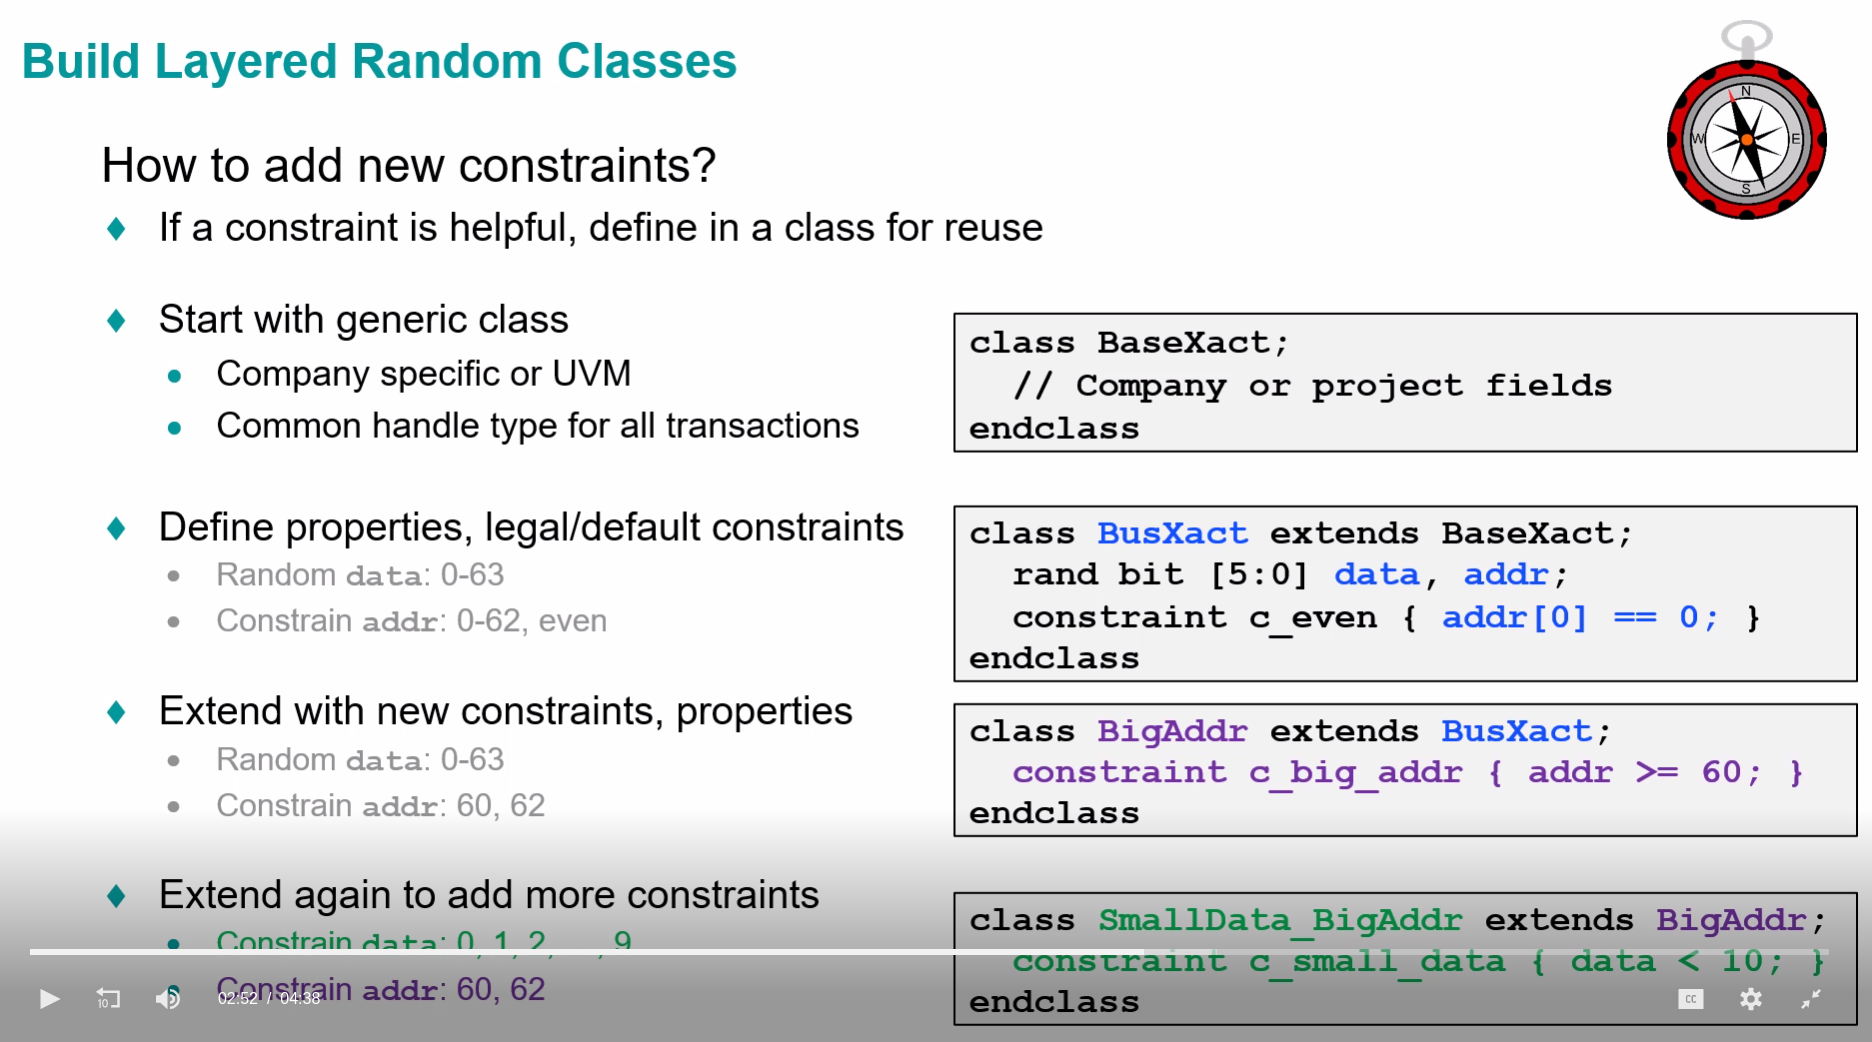 Build Layered Random Classes
N
W
E
S
How to add new constraints?
If a constraint is helpful, define in a class for reuse
Start with generic class
Company specific or UVM
Common handle type for all transactions
class BaseXact;
// Company or project fields
endclass
Define properties, legal/default constraints
Random data: 0-63
Constrain addr: 0-62, even
class BusXact extends BaseXact;
rand bit [5:0] data, addr;
constraint c_even { addr[0] == 0; }
endclass
Extend with new constraints, properties
Random data: 0-63
Constrain addr: 60, 62
class BigAddr extends BusXact;
constraint c_big_addr { addr >= 60; }
endclass
Extend again to add more constraints
Constrain data: 0, 1, 2, ..., 9
Constrain addr: 60, 62
class SmallData_BigAddr extends BigAddr;
constraint c_small_data { data < 10; }
endclass
10
02:52 / 04:38
CC